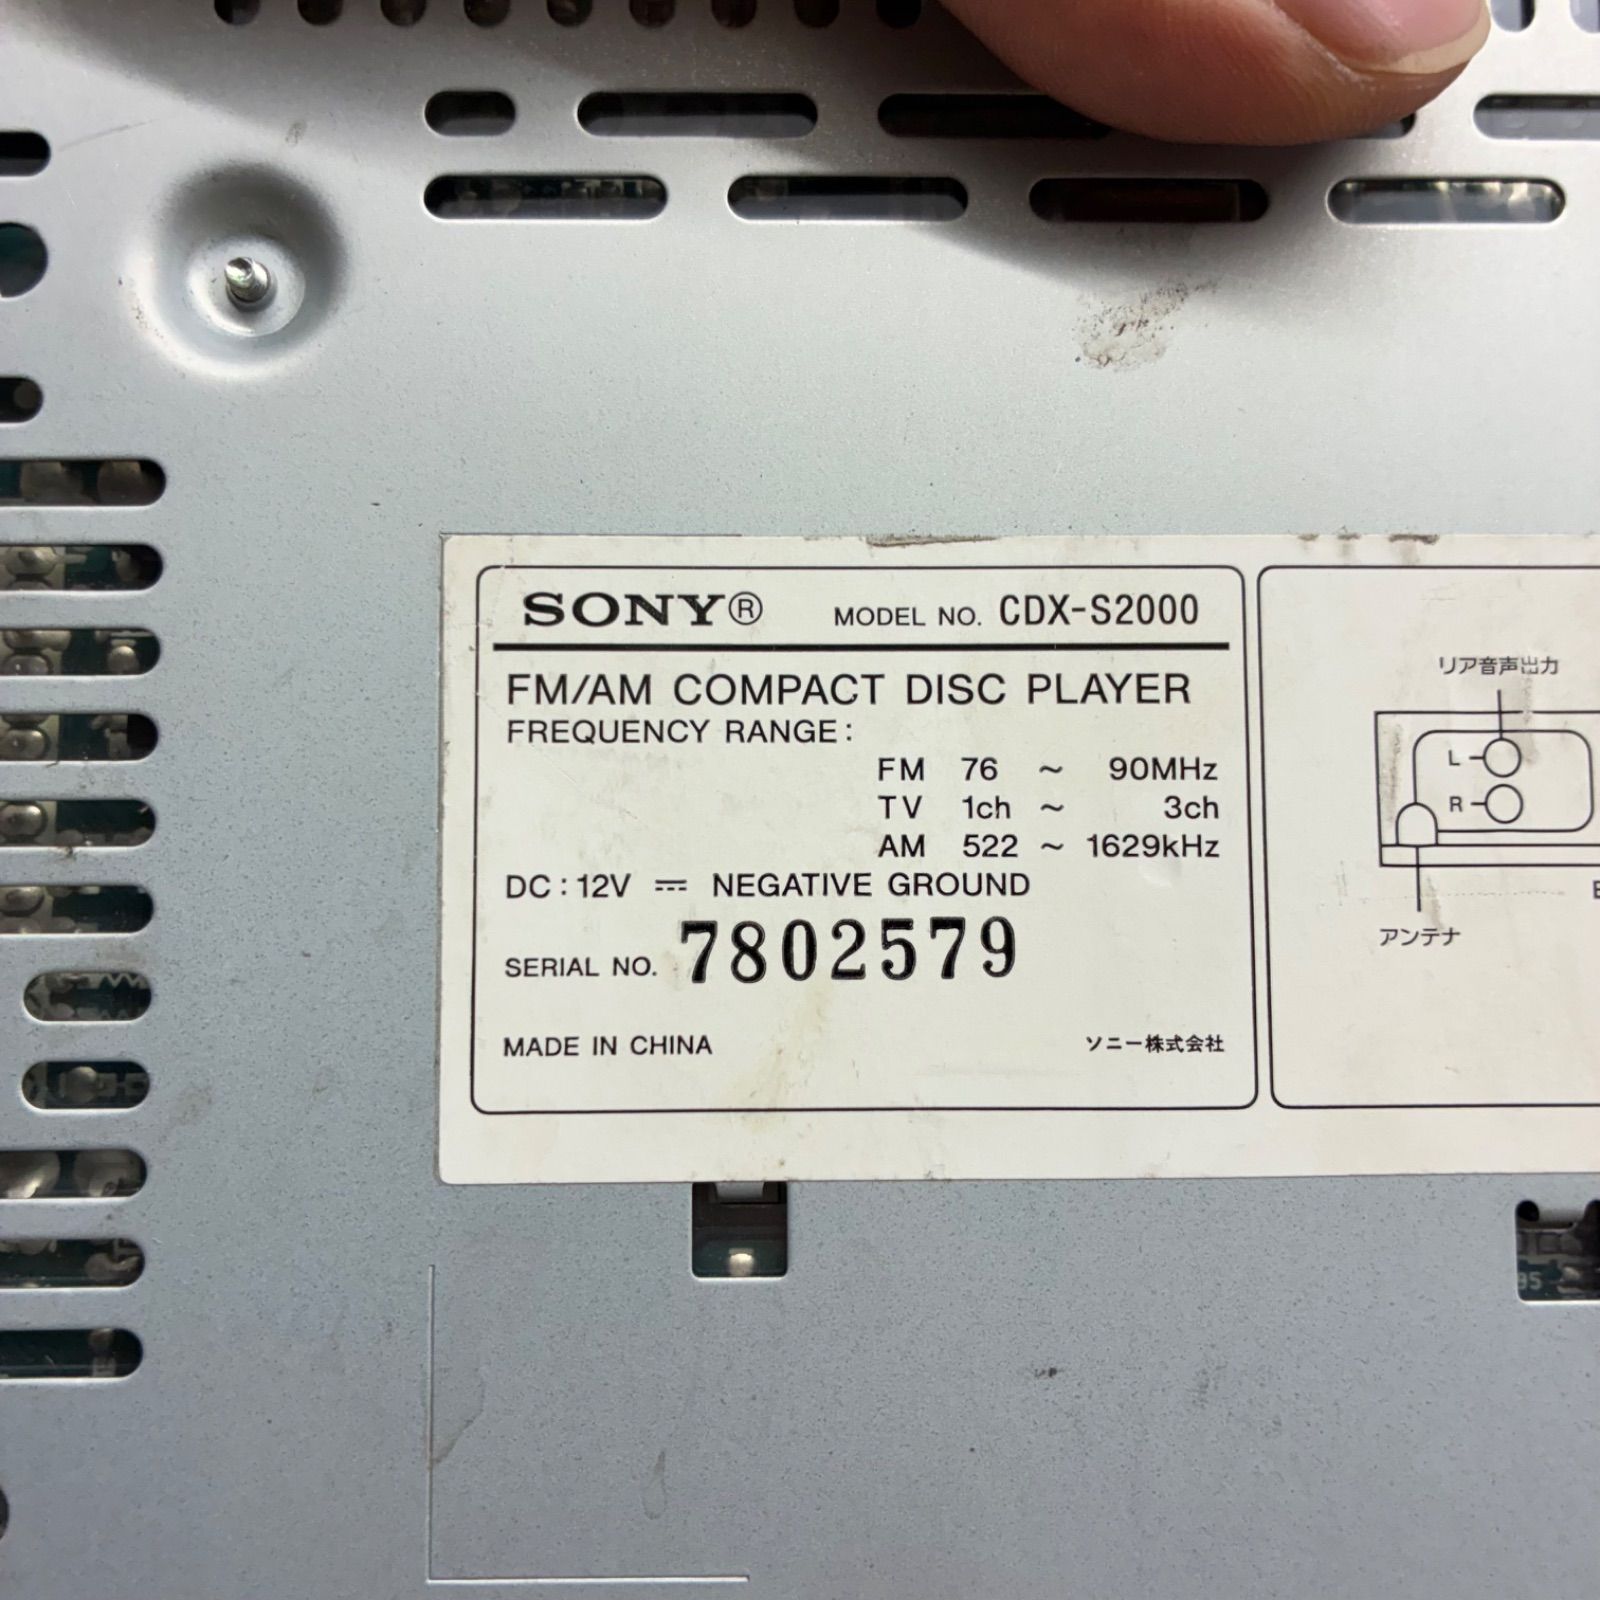 SONY® MODEL NO. CDX-S2000
FM/AM COMPACT DISC PLAYER
FREQUENCY RANGE:
FM 76 ~ 90MHz
TV 1ch ~ 3ch
AM 522 ~ 1629kHz
DC : 12V ⎓ NEGATIVE GROUND
SERIAL NO. 7802579
MADE IN CHINA ソニー株式会社
リア音声出力
L
R
アンテナ